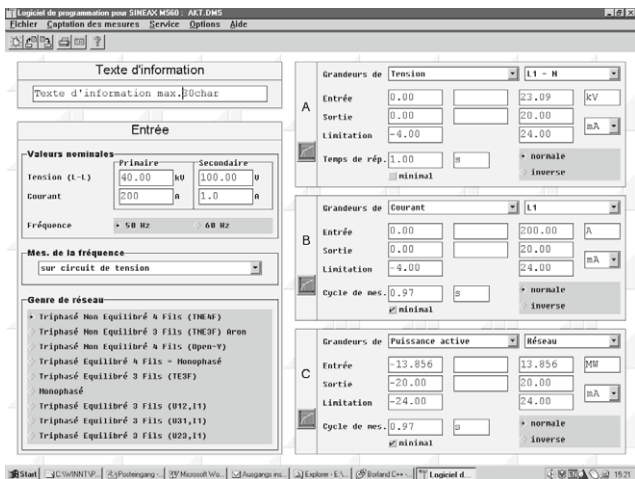 Logiciel de programmation pour SINEAX M560 : AKT.DM5
Fichier Captation des mesures Service Options Aide
Texte d'information
Texte d'information max.30char
Entrée
Valeurs nominales
Primaire Secondaire
Tension (L-L) 40.00 kV 100.00 V
Courant 200 A 1.0 A
Fréquence 50 Hz 60 Hz
Mes. de la fréquence
sur circuit de tension
Genre de réseau
Triphasé Non Equilibré 4 Fils (TNE4F)
Triphasé Non Equilibré 3 Fils (TNE3F) Aron
Triphasé Non Equilibré 4 Fils (Open-Y)
Triphasé Equilibré 4 Fils = Monophasé
Triphasé Equilibré 3 Fils (TE3F)
Monophasé
Triphasé Equilibré 3 Fils (U12,I1)
Triphasé Equilibré 3 Fils (U31,I1)
Triphasé Equilibré 3 Fils (U23,I1)
A
Grandeurs de Tension L1 - N
Entrée 0.00 23.09 kV
Sortie 0.00 20.00 mA
Limitation -4.00 24.00
Temps de rép. 1.00 s normale
minimal inverse
B
Grandeurs de Courant L1
Entrée 0.00 200.00 A
Sortie 0.00 20.00 mA
Limitation -4.00 24.00
Cycle de mes. 0.97 s normale
minimal inverse
C
Grandeurs de Puissance active Réseau
Entrée -13.856 13.856 MW
Sortie -20.00 20.00 mA
Limitation -24.00 24.00
Cycle de mes. 0.97 s normale
minimal inverse
Start C:\WINNT\P... Posteingang -... Microsoft Wo... Ausgangs ins... Explorer - E:\... Borland C++ -... Logiciel d... 15:21